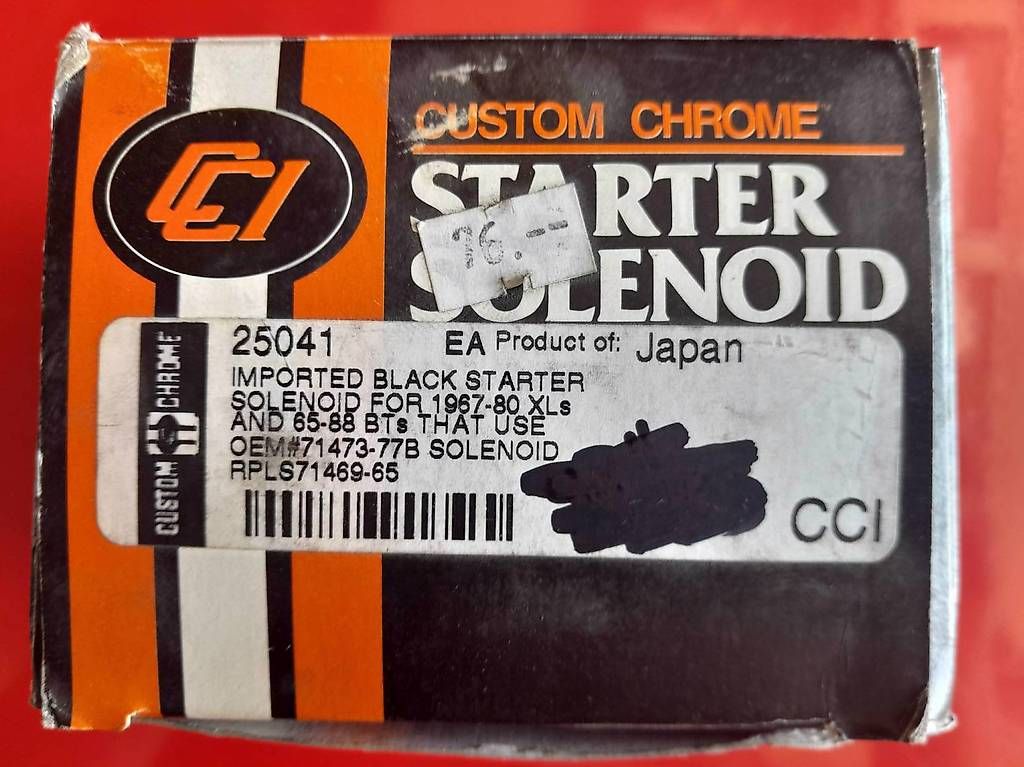 CCI
CUSTOM CHROME
STARTER
SOLENOID
76.--
CUSTOM CHROME
25041 EA Product of: Japan
IMPORTED BLACK STARTER
SOLENOID FOR 1967-80 XLs
AND 65-88 BTs THAT USE
OEM#71473-77B SOLENOID
RPLS71469-65
CCI